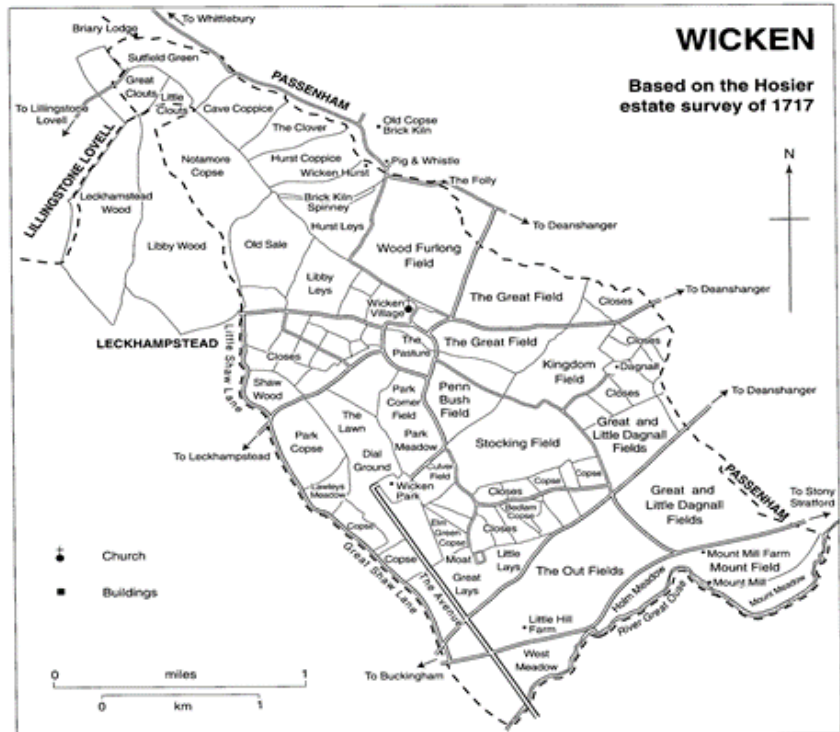 WICKEN
Based on the Hosier
estate survey of 1717
N
To Whittlebury
Briary Lodge
Sutfield Green
PASSENHAM
Great
Clouts
Little
Clouts
Cave Coppice
Old Copse
Brick Kiln
To Lillingstone
Lovell
The Clover
LILLINGSTONE LOVELL
Notamore
Copse
Hurst Coppice
Wicken Hurst
Pig & Whistle
The Folly
Leckhamstead
Wood
Brick Kiln
Spinney
Hurst Leys
To Deanshanger
Libby Wood
Old Sale
Wood Furlong
Field
Libby
Leys
The Great Field
Closes
To Deanshanger
Wicken
Village
LECKHAMPSTEAD
Little Shaw Lane
The
Pasture
The Great Field
Closes
Closes
Kingdom
Field
Dagnall
Shaw
Wood
Park
Corner
Field
Penn
Bush
Field
Closes
To Deanshanger
The
Lawn
Great and
Little Dagnall
Fields
Park
Copse
Park
Meadow
Stocking Field
To Leckhampstead
Dial
Ground
Culver
Field
Copse
Copse
PASSENHAM
Lawleys
Meadow
Wicken
Park
Closes
Great and
Little Dagnall
Fields
To Stony
Stratford
Bedlam
Copse
Copse
Elm
Green
Copse
Closes
Great Shaw Lane
Copse
Moat
Little
Lays
Mount Mill Farm
Mount Field
Mount Mill
Mount Meadow
The Avenue
Great
Lays
The Out Fields
Holm Meadow
River Great Ouse
Little Hill
Farm
To Buckingham
West
Meadow
Church
Buildings
0 miles 1
0 km 1